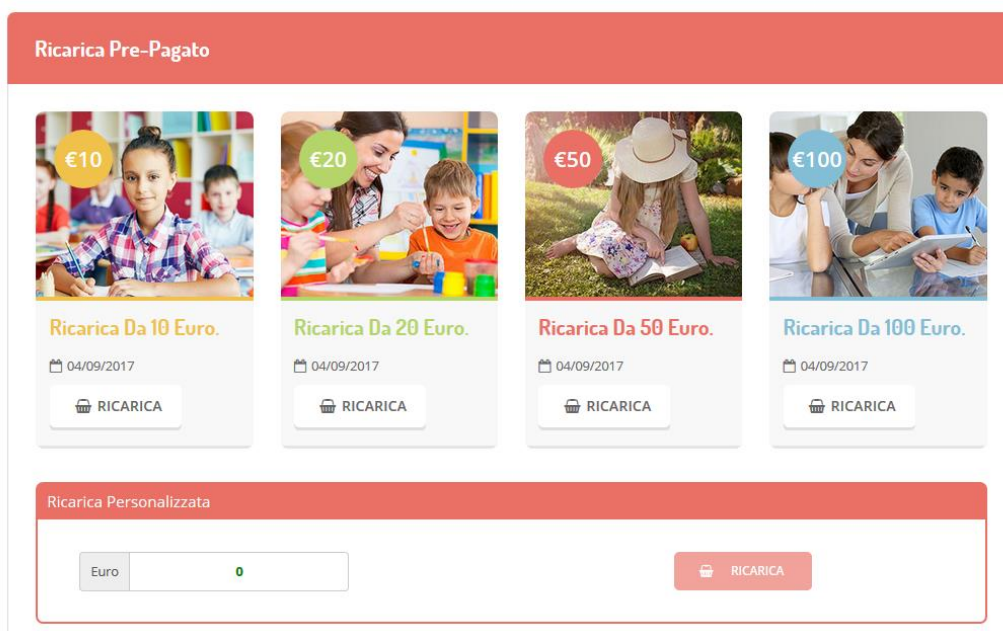 Ricarica Pre-Pagato
€10
€20
€50
€100
Ricarica Da 10 Euro.
Ricarica Da 20 Euro.
Ricarica Da 50 Euro.
Ricarica Da 100 Euro.
04/09/2017
04/09/2017
04/09/2017
04/09/2017
RICARICA
RICARICA
RICARICA
RICARICA
Ricarica Personalizzata
Euro 0
RICARICA